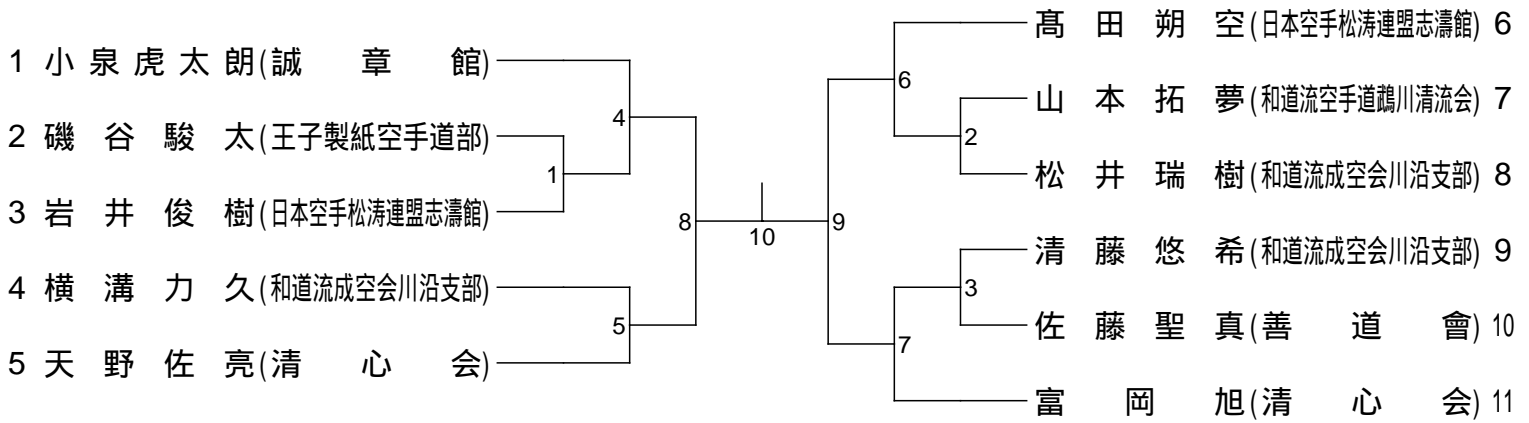 1 小泉虎太朗(誠章館)
2 磯谷駿太(王子製紙空手道部)
3 岩井俊樹(日本空手松涛連盟志濤館)
4 横溝力久(和道流成空会川沿支部)
5 天野佐亮(清心会)
4
1
8
5
10
9
6
2
3
7
髙田朔空(日本空手松涛連盟志濤館) 6
山本拓夢(和道流空手道鵡川清流会) 7
松井瑞樹(和道流成空会川沿支部) 8
清藤悠希(和道流成空会川沿支部) 9
佐藤聖真(善道會) 10
富岡旭(清心会) 11